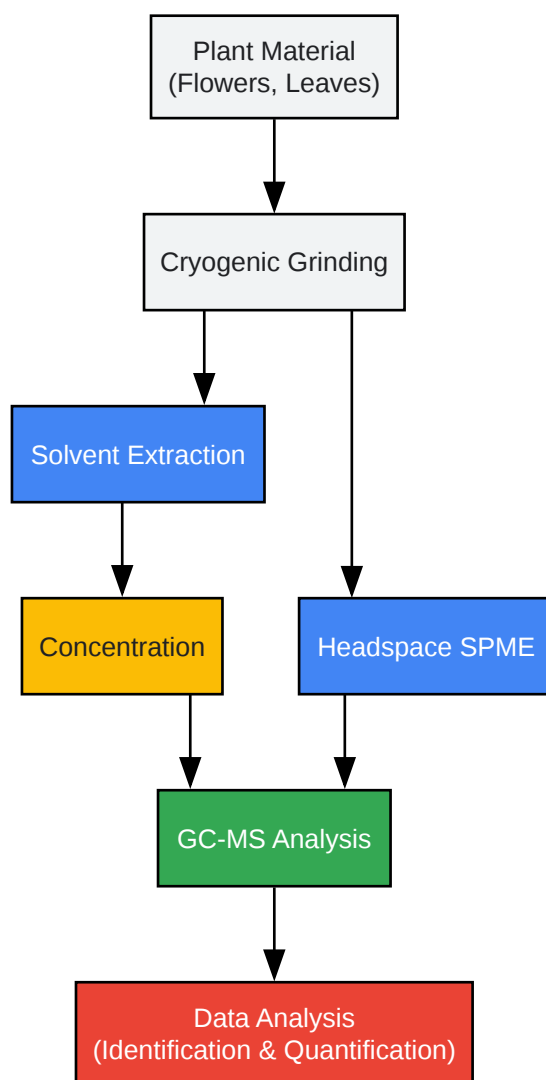 Plant Material
(Flowers, Leaves)
Cryogenic Grinding
Solvent Extraction
Concentration
Headspace SPME
GC-MS Analysis
Data Analysis
(Identification & Quantification)